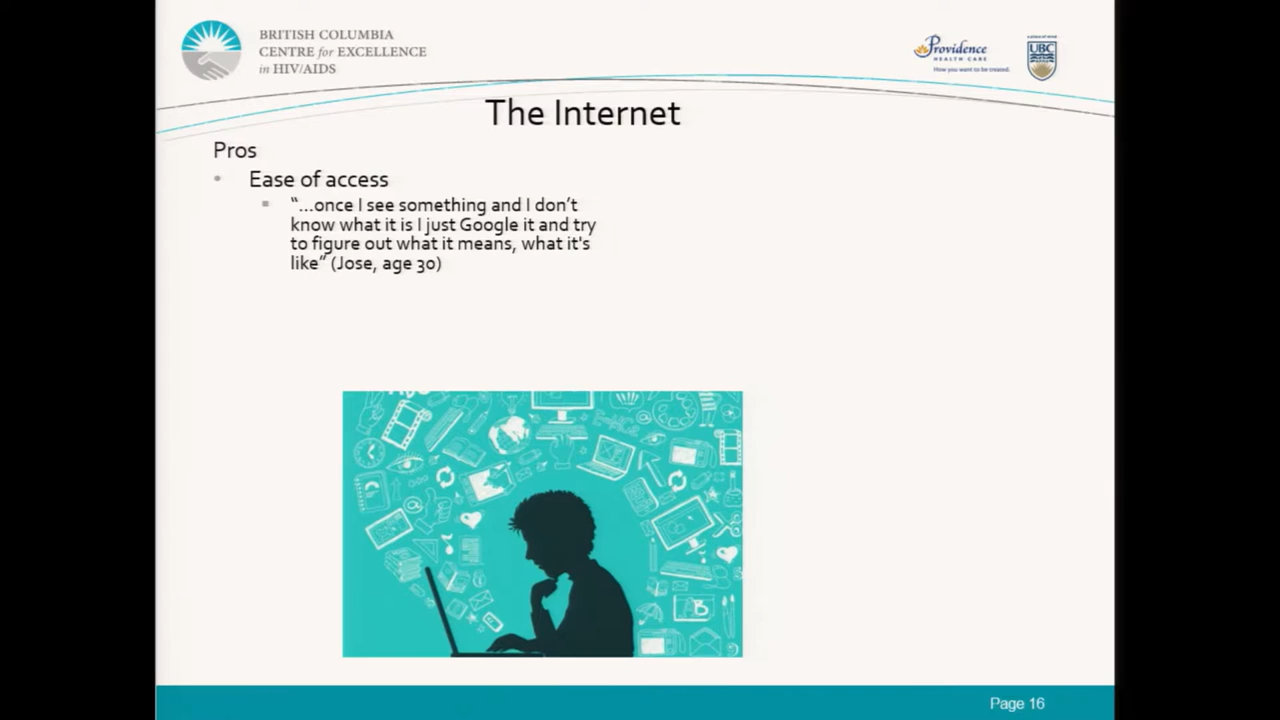 BRITISH COLUMBIA
CENTRE for EXCELLENCE
in HIV/AIDS
Providence
HEALTH CARE
How you want to be treated.
UBC
The Internet
Pros
• Ease of access
▪ “...once I see something and I don’t
know what it is I just Google it and try
to figure out what it means, what it's
like” (Jose, age 30)
Page 16